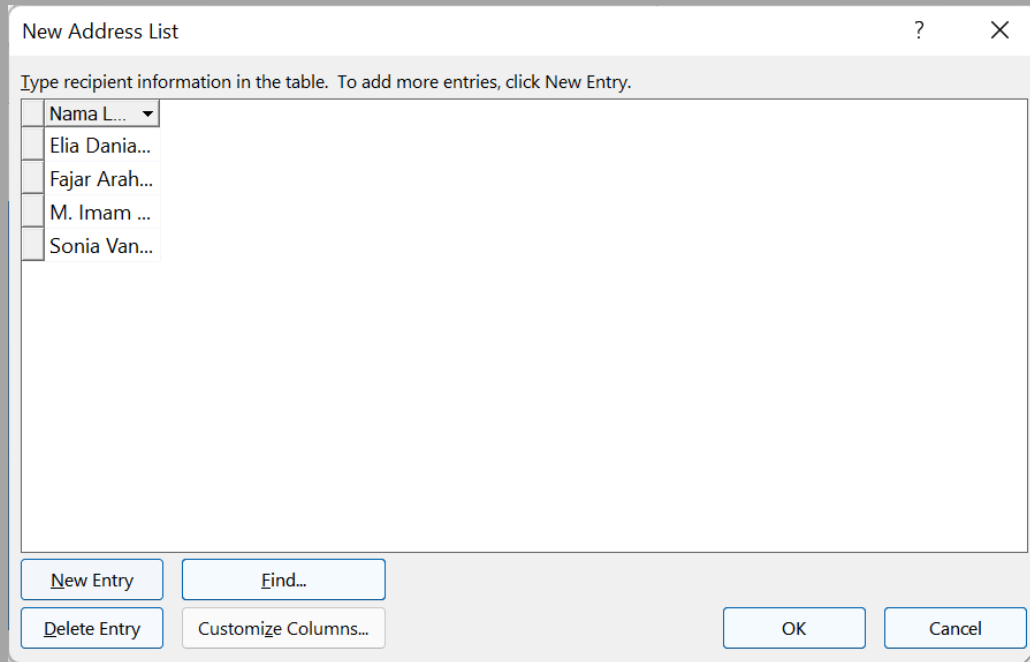 New Address List ?
Type recipient information in the table. To add more entries, click New Entry.
Nama L...
Elia Dania...
Fajar Arah...
M. Imam ...
Sonia Van...
New Entry Find...
Delete Entry Customize Columns... OK Cancel